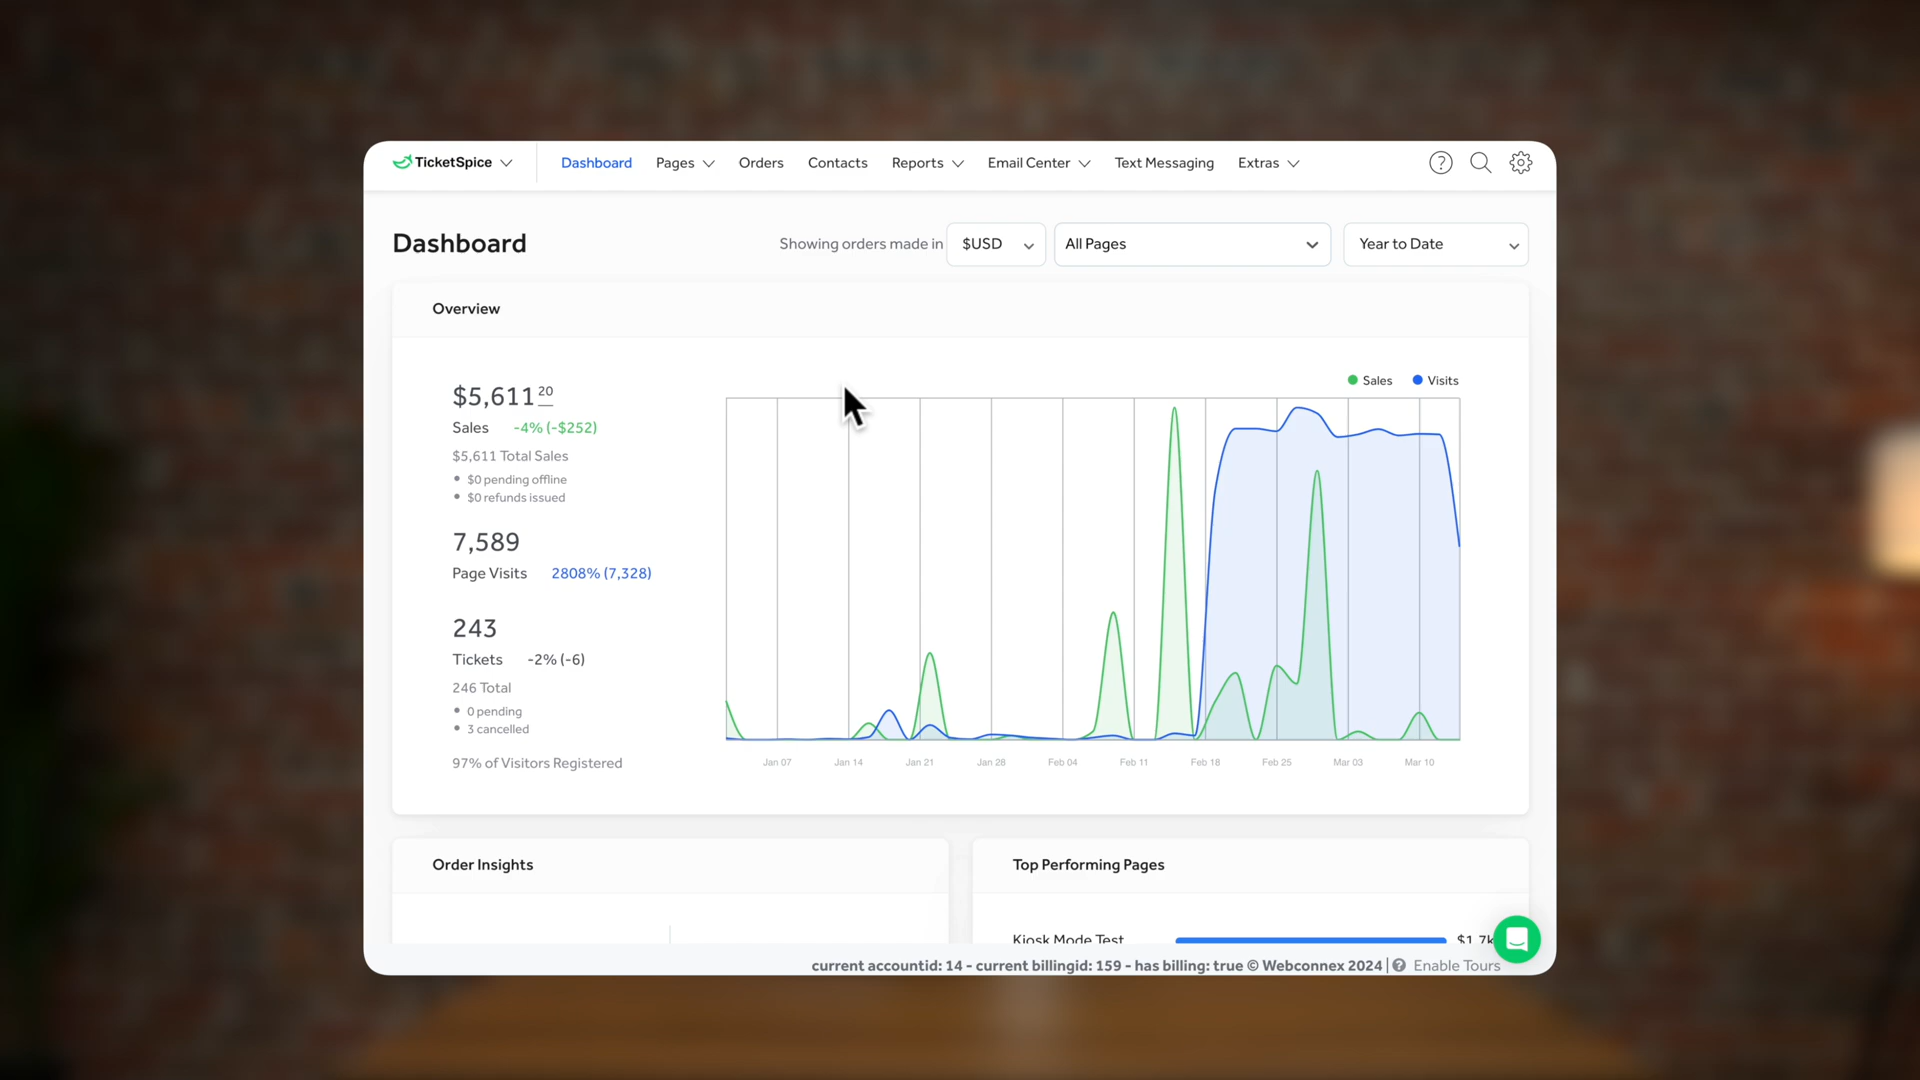 TicketSpice Dashboard Pages Orders Contacts Reports Email Center Text Messaging Extras
Dashboard Showing orders made in $USD All Pages Year to Date
Overview
Sales Visits
$5,611 20
Sales -4% (-$252)
$5,611 Total Sales
• $0 pending offline
• $0 refunds issued
7,589
Page Visits 2808% (7,328)
243
Tickets -2% (-6)
246 Total
• 0 pending
• 3 cancelled
97% of Visitors Registered
Jan 07 Jan 14 Jan 21 Jan 28 Feb 04 Feb 11 Feb 18 Feb 25 Mar 03 Mar 10
Order Insights
Top Performing Pages
Kiosk Mode Test $1.7k
current accountid: 14 - current billingid: 159 - has billing: true © Webconnex 2024 | Enable Tours